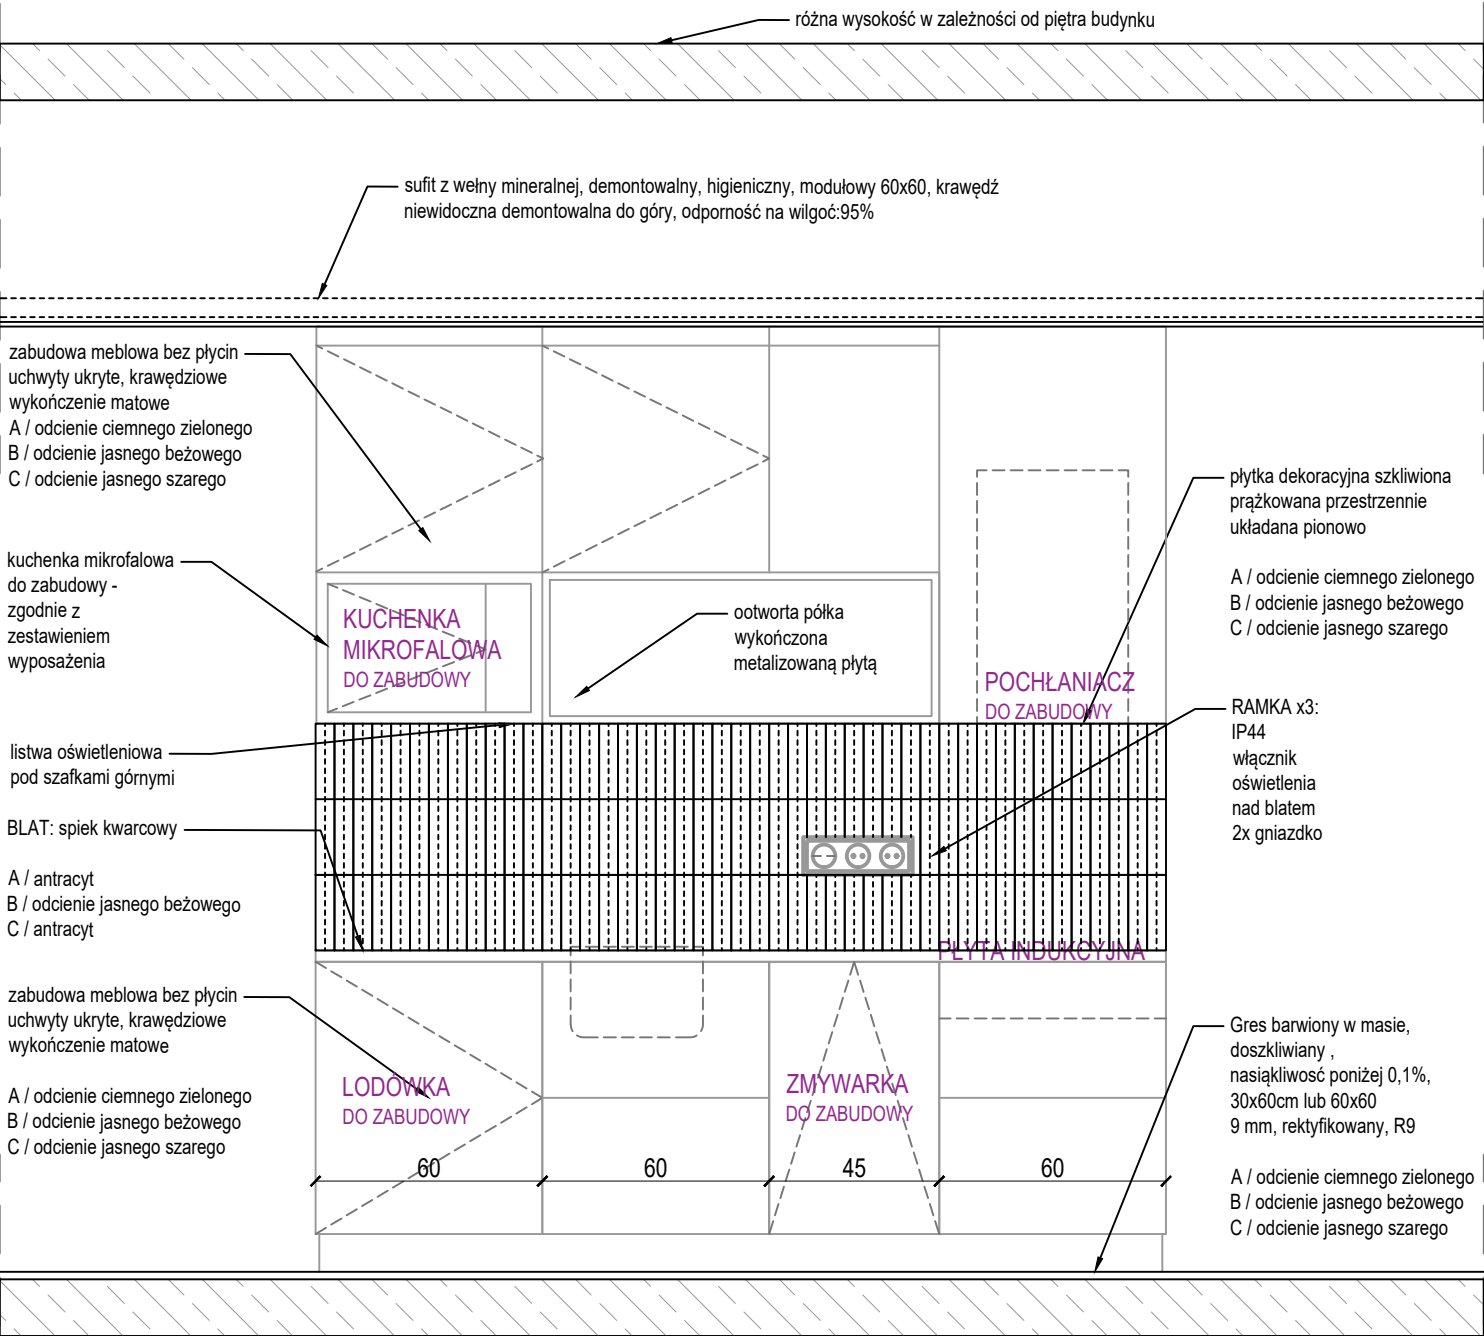 różna wysokość w zależności od piętra budynku
sufit z wełny mineralnej, demontowalny, higieniczny, modułowy 60x60, krawędź
niewidoczna demontowalna do góry, odporność na wilgoć:95%
zabudowa meblowa bez płycin
uchwyty ukryte, krawędziowe
wykończenie matowe
A / odcienie ciemnego zielonego
B / odcienie jasnego beżowego
C / odcienie jasnego szarego
kuchenka mikrofalowa
do zabudowy -
zgodnie z
zestawieniem
wyposażenia
KUCHENKA
MIKROFALOWA
DO ZABUDOWY
ootworta półka
wykończona
metalizowaną płytą
POCHŁANIACZ
DO ZABUDOWY
płytka dekoracyjna szkliwiona
prążkowana przestrzennie
układana pionowo
A / odcienie ciemnego zielonego
B / odcienie jasnego beżowego
C / odcienie jasnego szarego
RAMKA x3:
IP44
włącznik
oświetlenia
nad blatem
2x gniazdko
listwa oświetleniowa
pod szafkami górnymi
BLAT: spiek kwarcowy
A / antracyt
B / odcienie jasnego beżowego
C / antracyt
PŁYTA INDUKCYJNA
zabudowa meblowa bez płycin
uchwyty ukryte, krawędziowe
wykończenie matowe
A / odcienie ciemnego zielonego
B / odcienie jasnego beżowego
C / odcienie jasnego szarego
LODÓWKA
DO ZABUDOWY
ZMYWARKA
DO ZABUDOWY
60
60
45
60
Gres barwiony w masie,
doszkliwiany ,
nasiąkliwosć poniżej 0,1%,
30x60cm lub 60x60
9 mm, rektyfikowany, R9
A / odcienie ciemnego zielonego
B / odcienie jasnego beżowego
C / odcienie jasnego szarego